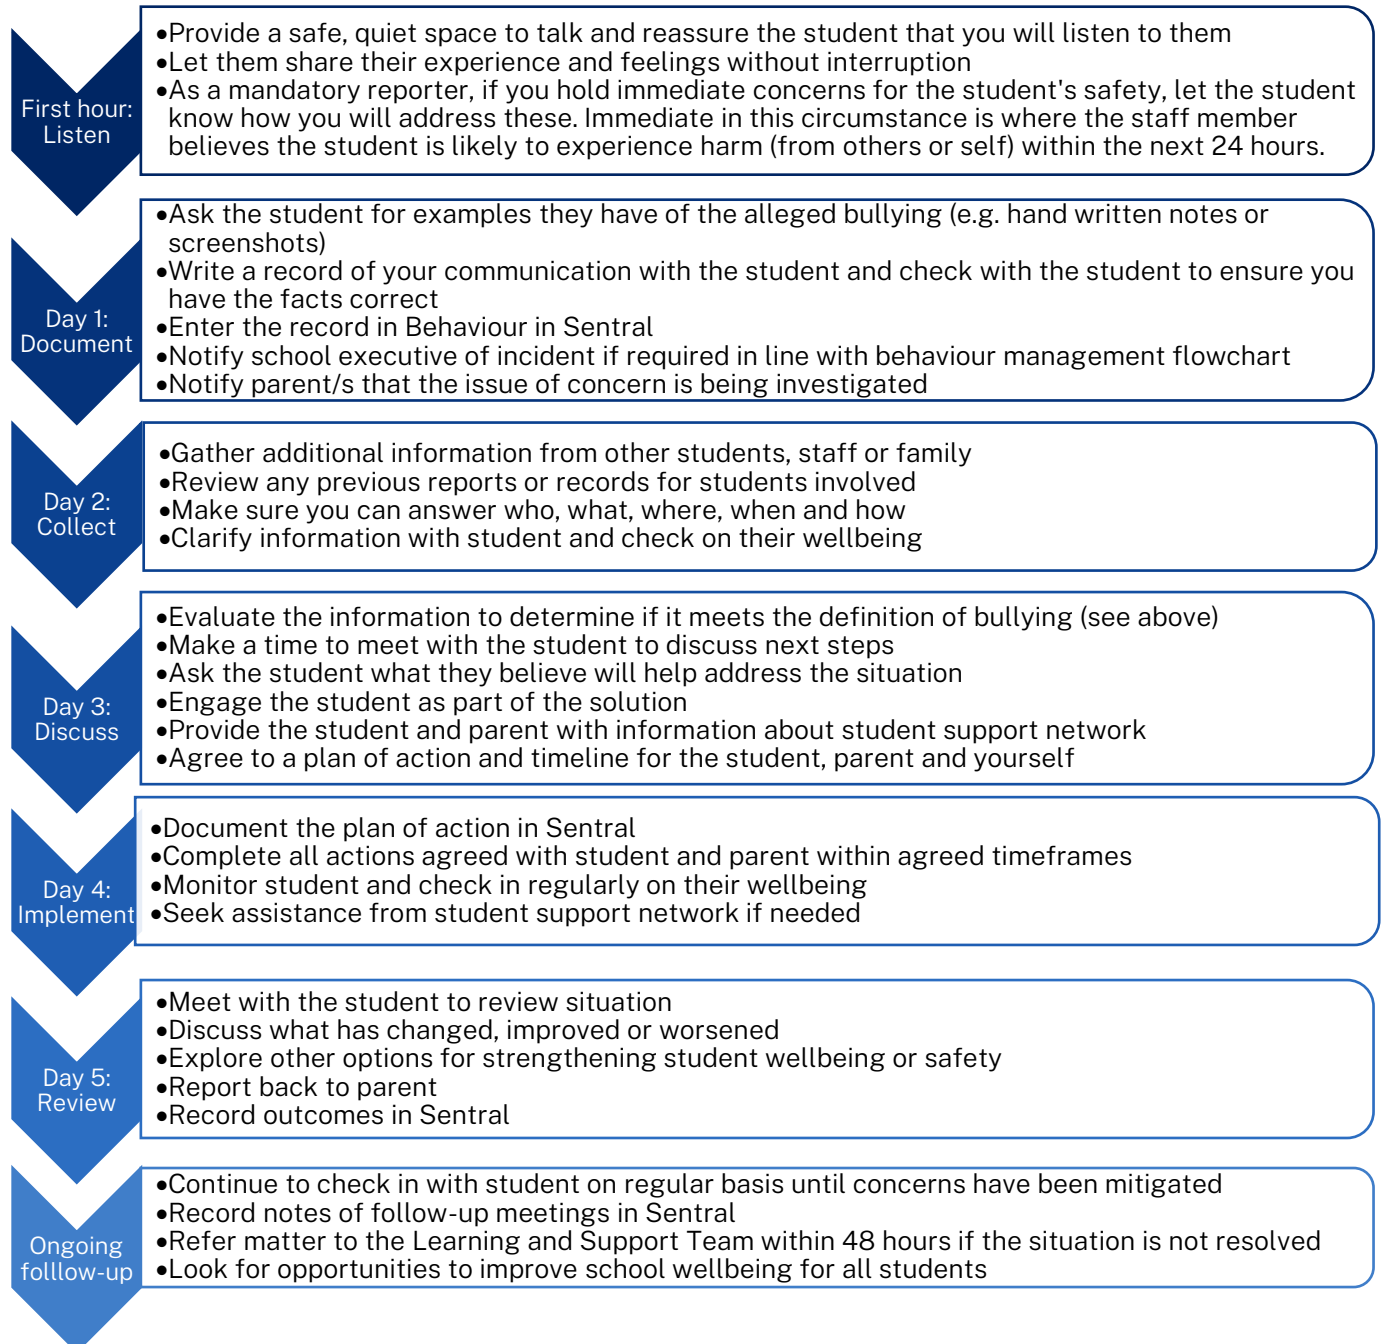 First hour:
Listen
•Provide a safe, quiet space to talk and reassure the student that you will listen to them
•Let them share their experience and feelings without interruption
•As a mandatory reporter, if you hold immediate concerns for the student's safety, let the student
know how you will address these. Immediate in this circumstance is where the staff member
believes the student is likely to experience harm (from others or self) within the next 24 hours.
Day 1:
Document
•Ask the student for examples they have of the alleged bullying (e.g. hand written notes or
screenshots)
•Write a record of your communication with the student and check with the student to ensure you
have the facts correct
•Enter the record in Behaviour in Sentral
•Notify school executive of incident if required in line with behaviour management flowchart
•Notify parent/s that the issue of concern is being investigated
Day 2:
Collect
•Gather additional information from other students, staff or family
•Review any previous reports or records for students involved
•Make sure you can answer who, what, where, when and how
•Clarify information with student and check on their wellbeing
Day 3:
Discuss
•Evaluate the information to determine if it meets the definition of bullying (see above)
•Make a time to meet with the student to discuss next steps
•Ask the student what they believe will help address the situation
•Engage the student as part of the solution
•Provide the student and parent with information about student support network
•Agree to a plan of action and timeline for the student, parent and yourself
Day 4:
Implement
•Document the plan of action in Sentral
•Complete all actions agreed with student and parent within agreed timeframes
•Monitor student and check in regularly on their wellbeing
•Seek assistance from student support network if needed
Day 5:
Review
•Meet with the student to review situation
•Discuss what has changed, improved or worsened
•Explore other options for strengthening student wellbeing or safety
•Report back to parent
•Record outcomes in Sentral
Ongoing
folllow-up
•Continue to check in with student on regular basis until concerns have been mitigated
•Record notes of follow-up meetings in Sentral
•Refer matter to the Learning and Support Team within 48 hours if the situation is not resolved
•Look for opportunities to improve school wellbeing for all students